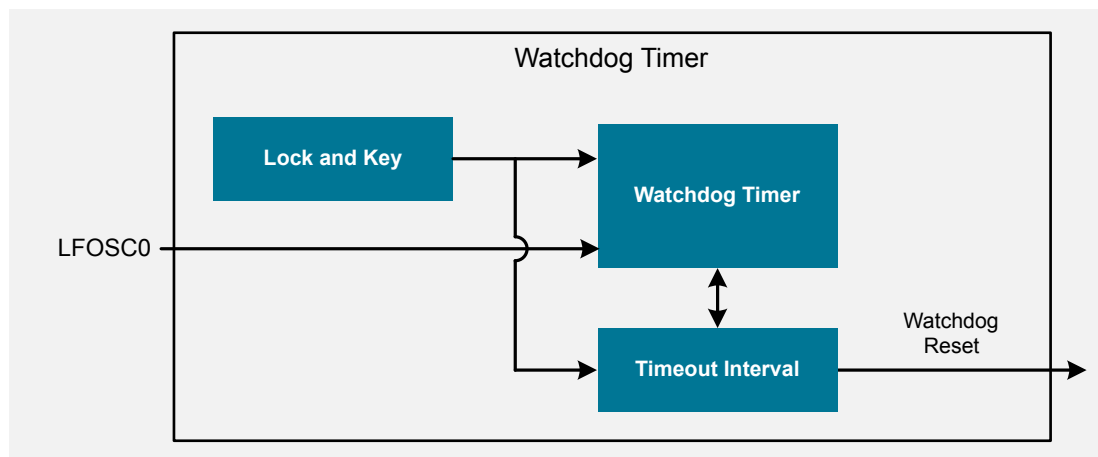 Watchdog Timer
Lock and Key
Watchdog Timer
LFOSC0
Watchdog
Reset
Timeout Interval